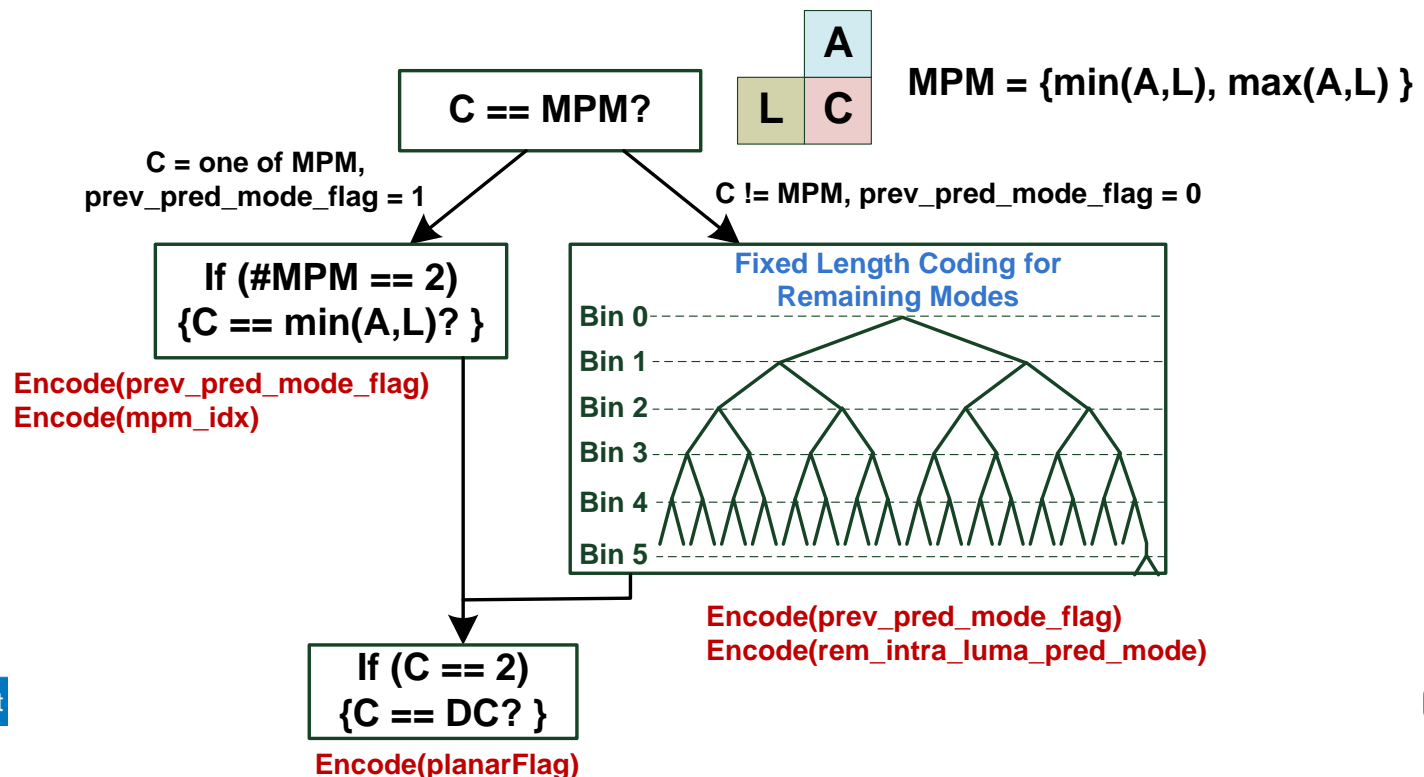 A
L
C
MPM = {min(A,L), max(A,L) }
C == MPM?
C = one of MPM,
prev_pred_mode_flag = 1
C != MPM, prev_pred_mode_flag = 0
If (#MPM == 2)
{C == min(A,L)? }
Encode(prev_pred_mode_flag)
Encode(mpm_idx)
Fixed Length Coding for
Remaining Modes
Bin 0
Bin 1
Bin 2
Bin 3
Bin 4
Bin 5
Encode(prev_pred_mode_flag)
Encode(rem_intra_luma_pred_mode)
If (C == 2)
{C == DC? }
Encode(planarFlag)
t